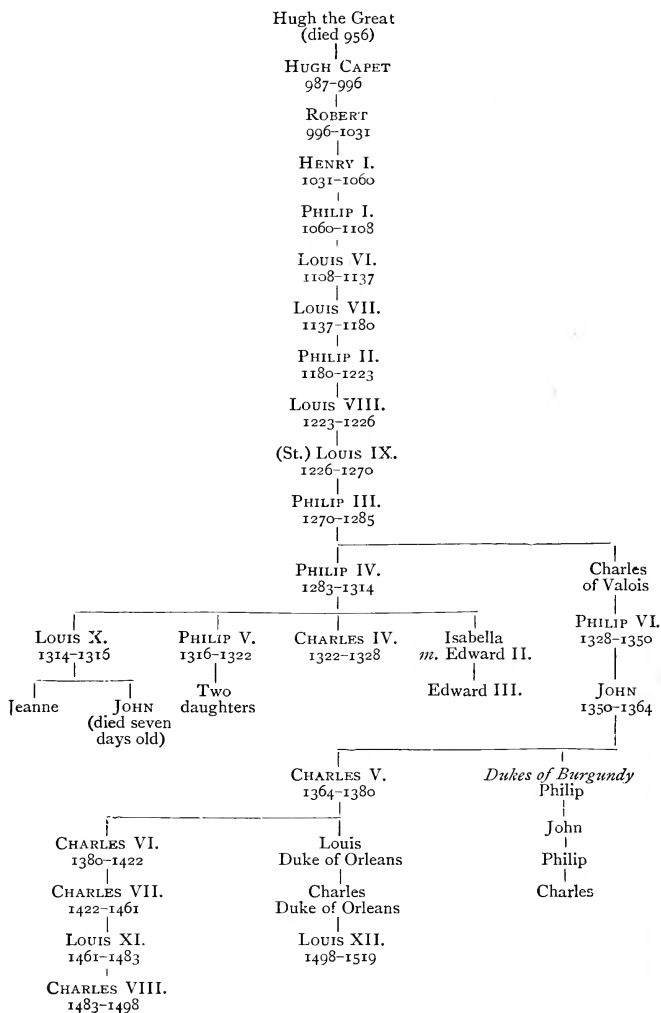 Hugh the Great
(died 956)
HUGH CAPET
987-996
ROBERT
996-1031
HENRY I.
1031-1060
PHILIP I.
1060-1108
LOUIS VI.
1108-1137
LOUIS VII.
1137-1180
PHILIP II.
1180-1223
LOUIS VIII.
1223-1226
(St.) LOUIS IX.
1226-1270
PHILIP III.
1270-1285
PHILIP IV.
1283-1314
Charles
of Valois
LOUIS X.
1314-1316
PHILIP V.
1316-1322
CHARLES IV.
1322-1328
Isabella
m. Edward II.
PHILIP VI.
1328-1350
Jeanne
JOHN
(died seven
days old)
Two
daughters
Edward III.
JOHN
1350-1364
CHARLES V.
1364-1380
Dukes of Burgundy
Philip
John
Philip
Charles
CHARLES VI.
1380-1422
Louis
Duke of Orleans
CHARLES VII.
1422-1461
Charles
Duke of Orleans
LOUIS XI.
1461-1483
LOUIS XII.
1498-1519
CHARLES VIII.
1483-1498